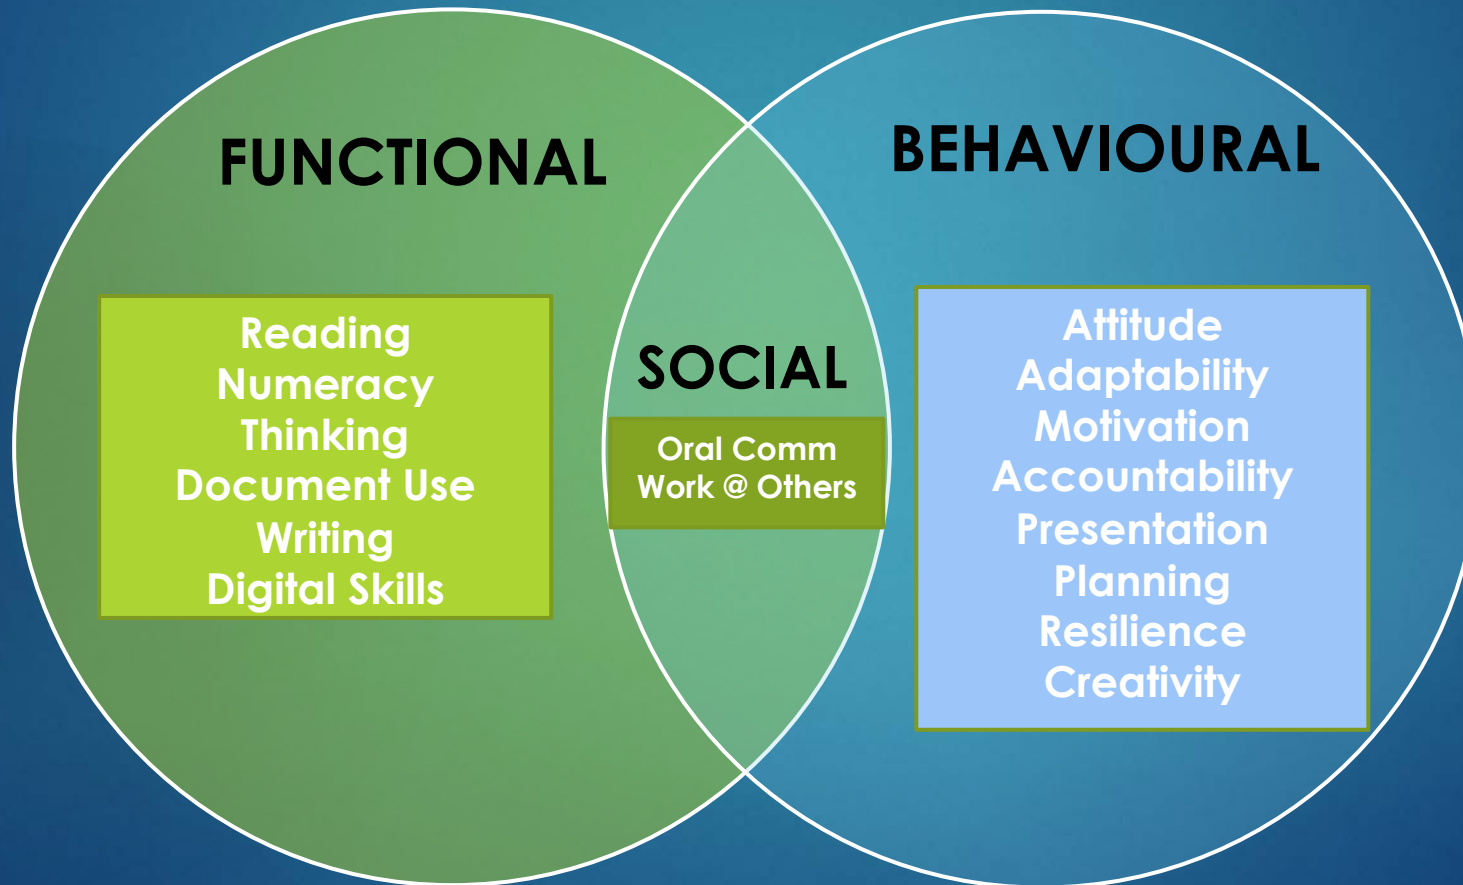 FUNCTIONAL
Reading
Numeracy
Thinking
Document Use
Writing
Digital Skills
SOCIAL
Oral Comm
Work @ Others
BEHAVIOURAL
Attitude
Adaptability
Motivation
Accountability
Presentation
Planning
Resilience
Creativity